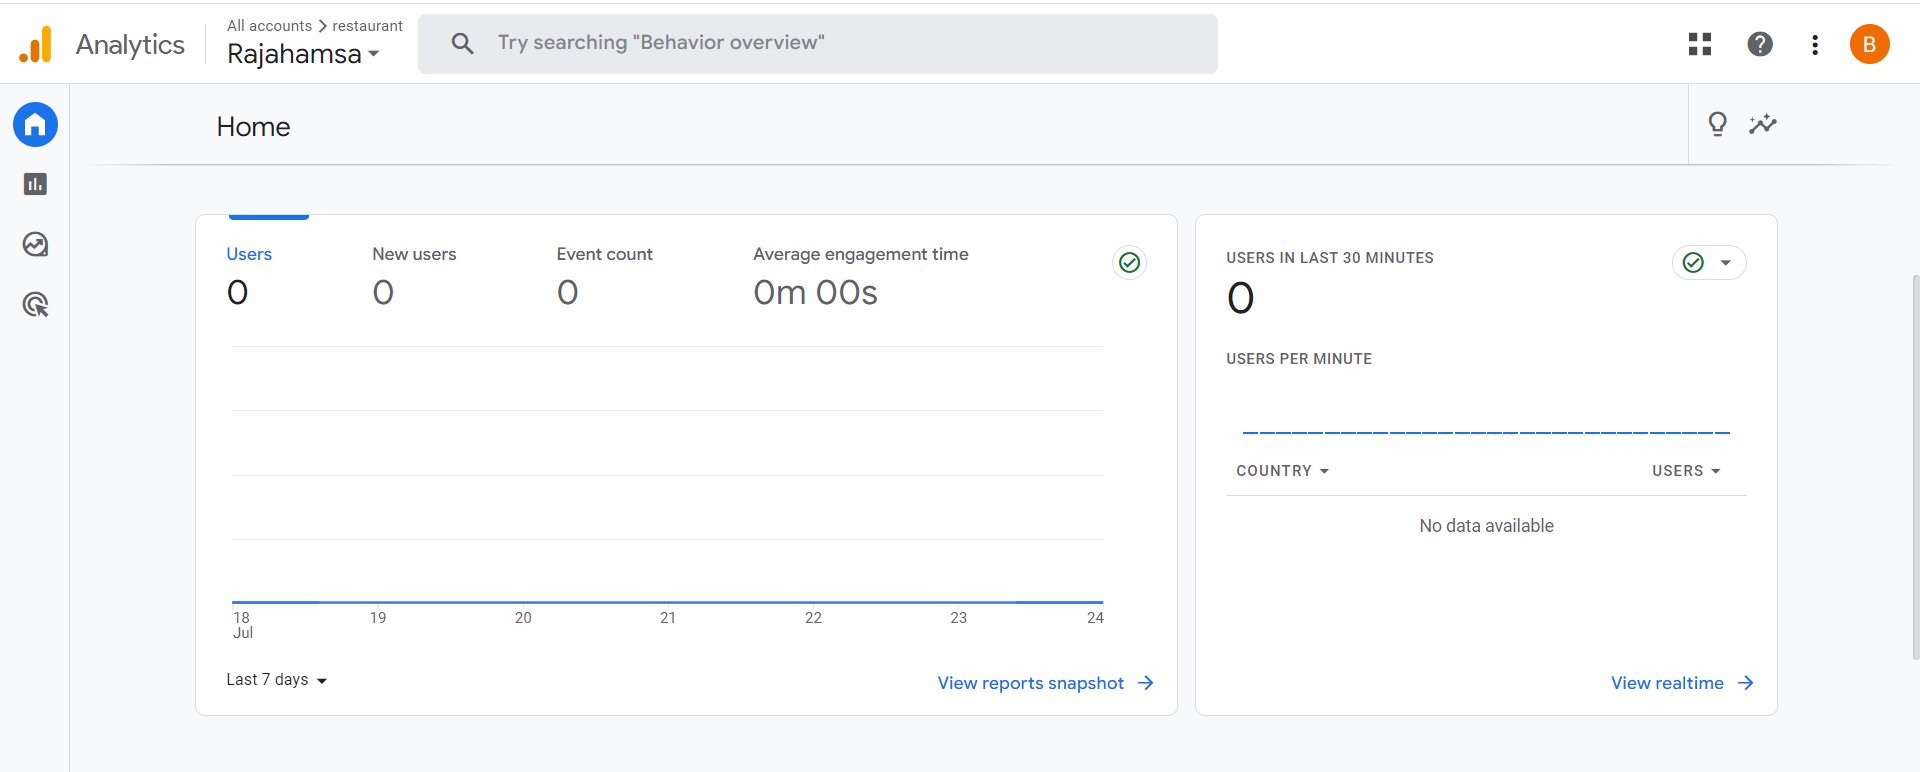 Analytics
All accounts > restaurant
Rajahamsa
Try searching "Behavior overview"
B
Home
Users
0
New users
0
Event count
0
Average engagement time
0m 00s
18 19 20 21 22 23 24
Jul
Last 7 days
View reports snapshot
USERS IN LAST 30 MINUTES
0
USERS PER MINUTE
COUNTRY USERS
No data available
View realtime